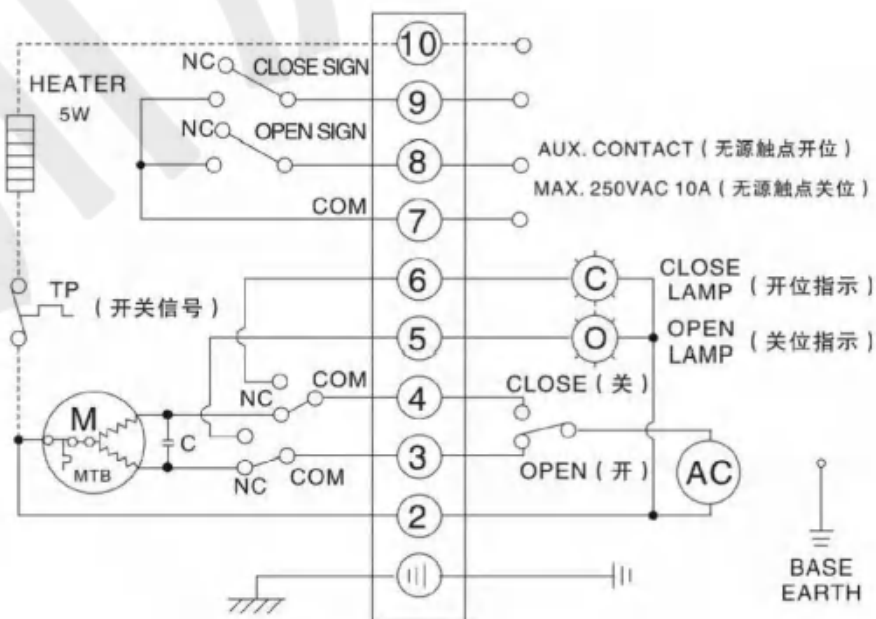 10
NC CLOSE SIGN
HEATER
5W
9
NC OPEN SIGN
8
AUX. CONTACT ( 无源触点开位 )
MAX. 250VAC 10A ( 无源触点关位 )
COM
7
6
C
CLOSE
LAMP ( 开位指示 )
TP
( 开关信号 )
5
O
OPEN
LAMP ( 关位指示 )
COM
4
CLOSE ( 关 )
NC
M
C
MTB
3
NC COM
OPEN ( 开 )
AC
2
BASE
EARTH